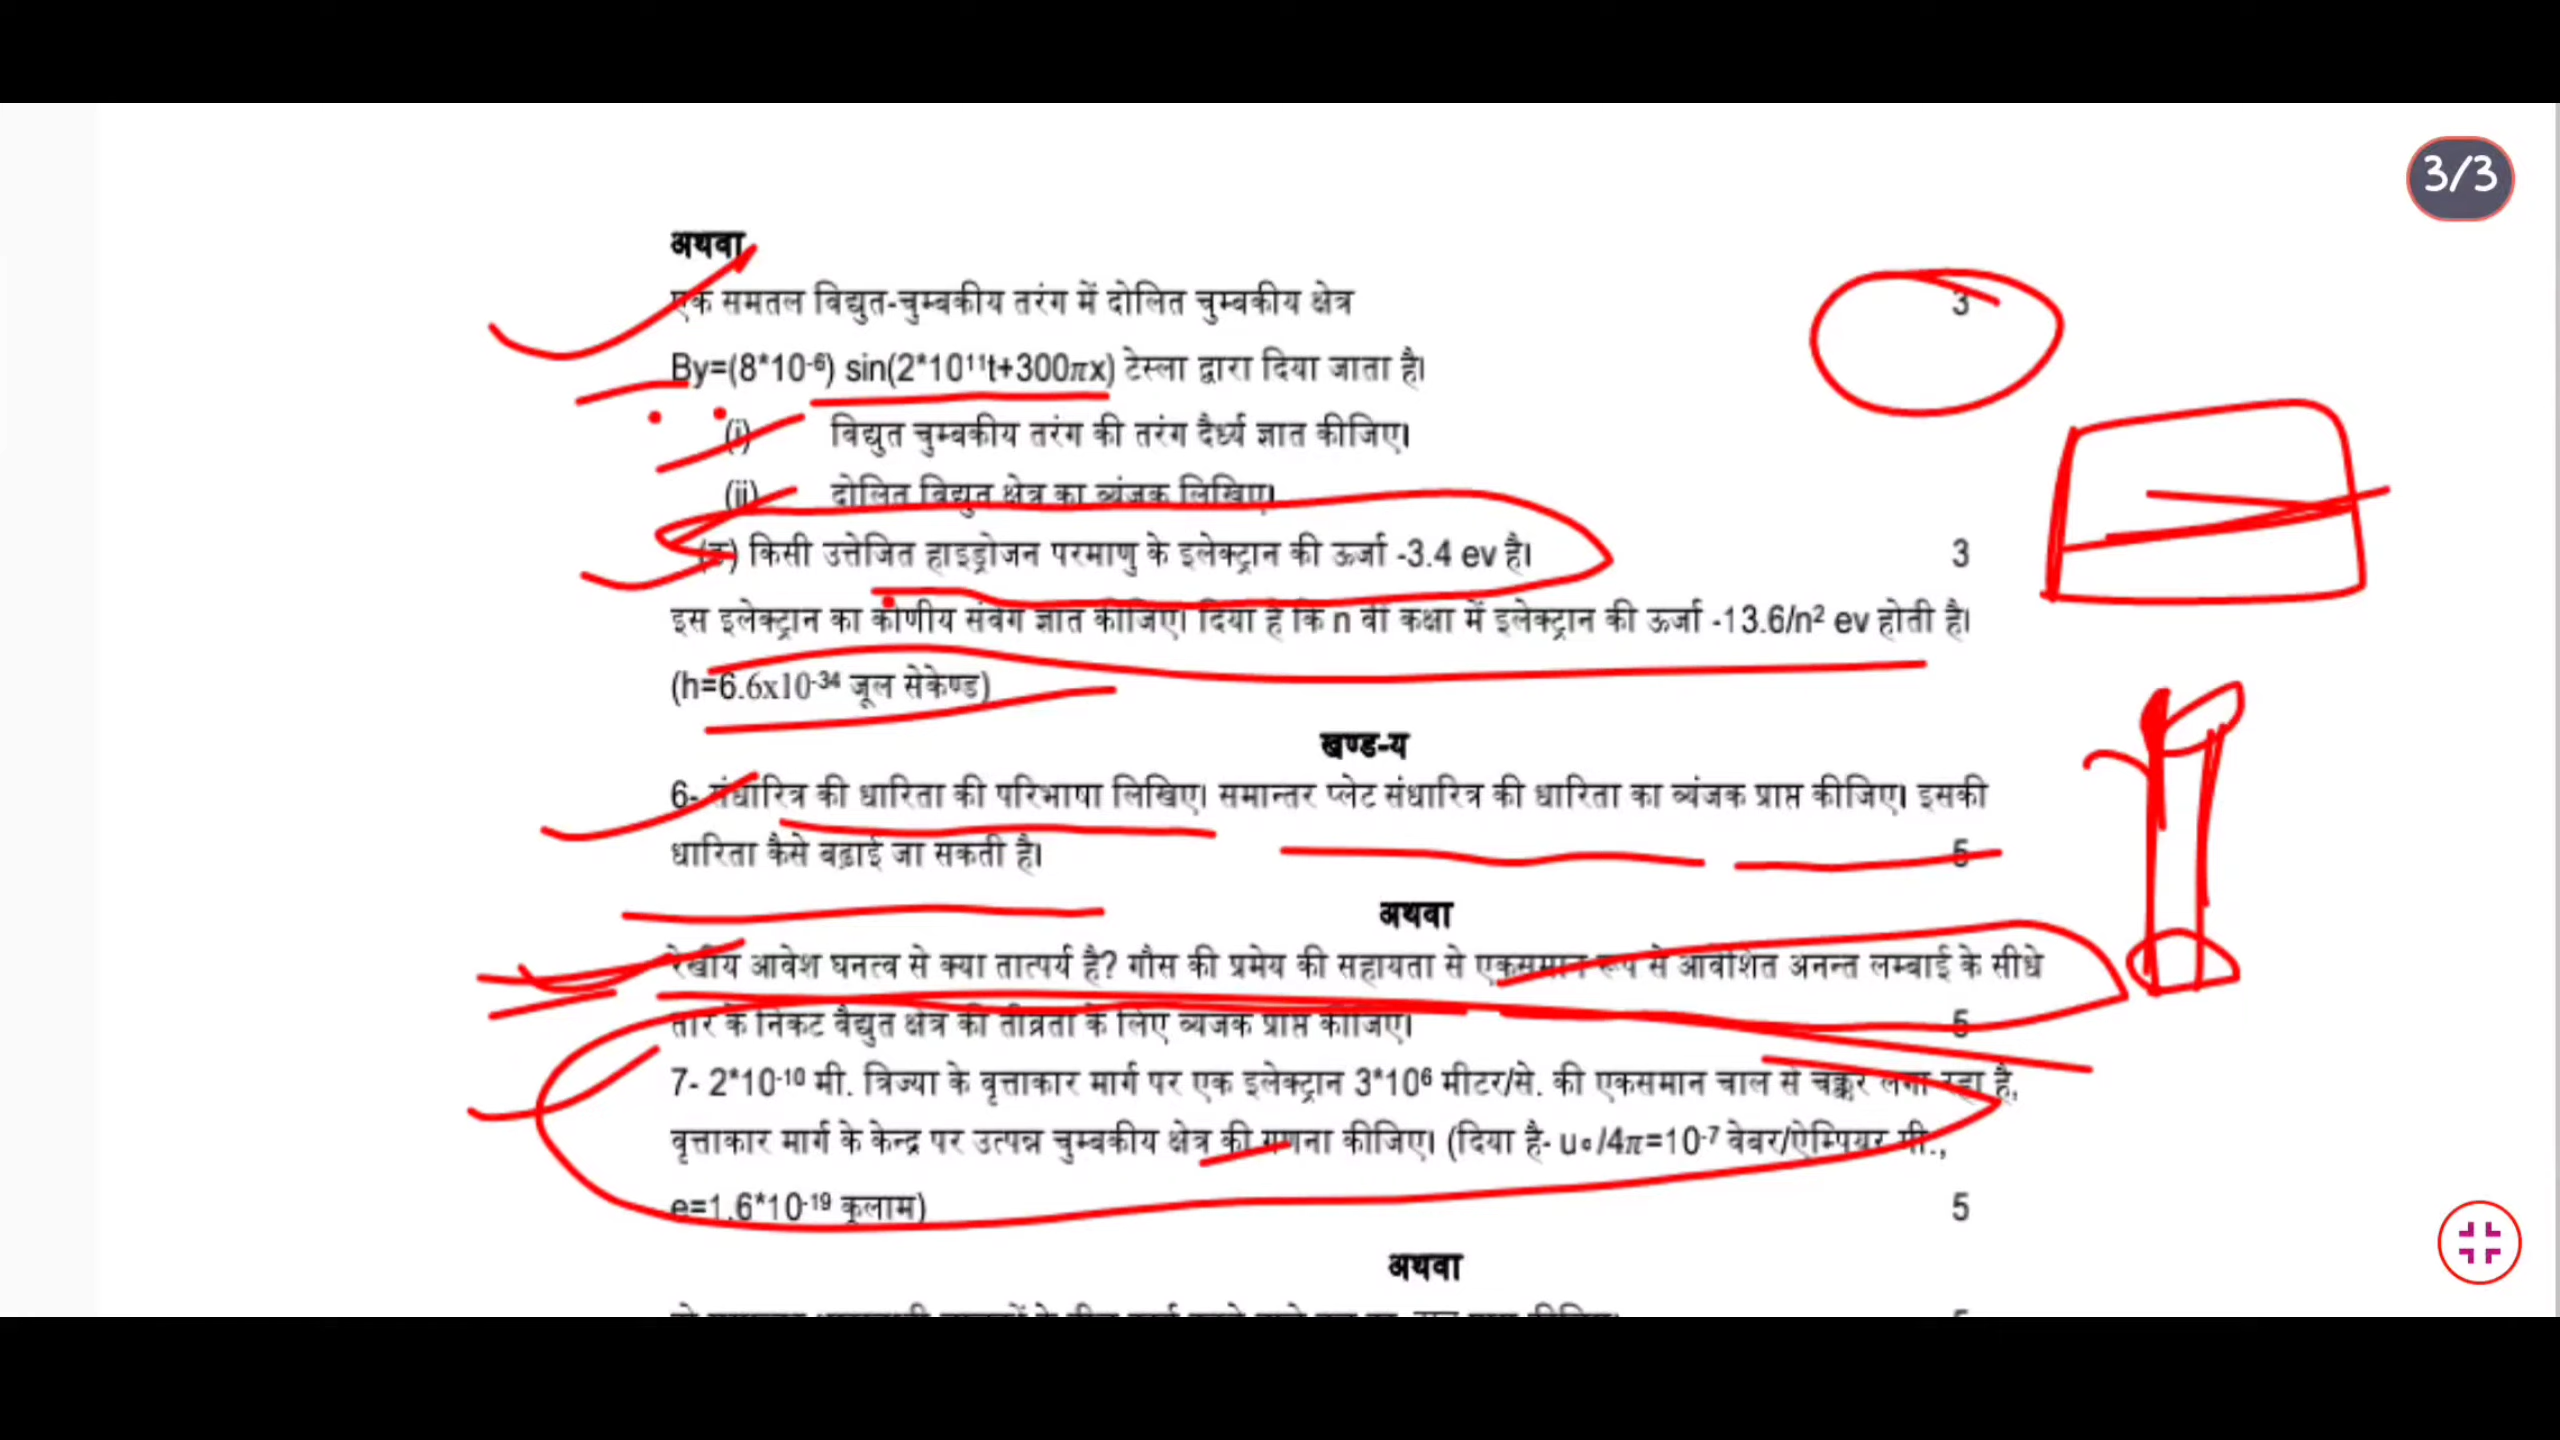 3/3
अथवा
एक समतल विद्युत-चुम्बकीय तरंग में दोलित चुम्बकीय क्षेत्र 3
By=(8*10⁻⁶) sin(2*10¹¹t+300πx) टेस्ला द्वारा दिया जाता है।
(i) विद्युत चुम्बकीय तरंग की तरंग दैर्ध्य ज्ञात कीजिए।
(ii) दोलित विद्युत क्षेत्र का व्यंजक लिखिए।
किसी उत्तेजित हाइड्रोजन परमाणु के इलेक्ट्रान की ऊर्जा -3.4 ev है। 3
इस इलेक्ट्रान का कोणीय संवेग ज्ञात कीजिए। दिया है कि n वीं कक्षा में इलेक्ट्रान की ऊर्जा -13.6/n² ev होती है।
(h=6.6x10⁻³⁴ जूल सेकेण्ड)
खण्ड-य
6- संधारित्र की धारिता की परिभाषा लिखिए। समान्तर प्लेट संधारित्र की धारिता का व्यंजक प्राप्त कीजिए। इसकी
धारिता कैसे बढ़ाई जा सकती है। 5
अथवा
रेखीय आवेश घनत्व से क्या तात्पर्य है? गौस की प्रमेय की सहायता से एकसमान रूप से आवेशित अनन्त लम्बाई के सीधे
तार के निकट वैद्युत क्षेत्र की तीव्रता के लिए व्यंजक प्राप्त कीजिए। 5
7- 2*10⁻¹⁰ मी. त्रिज्या के वृत्ताकार मार्ग पर एक इलेक्ट्रान 3*10⁶ मीटर/से. की एकसमान चाल से चक्कर लगा रहा है,
वृत्ताकार मार्ग के केन्द्र पर उत्पन्न चुम्बकीय क्षेत्र की गणना कीजिए। (दिया है- u₀/4π=10⁻⁷ वेबर/ऐम्पियर मी.,
e=1.6*10⁻¹⁹ कूलाम) 5
अथवा